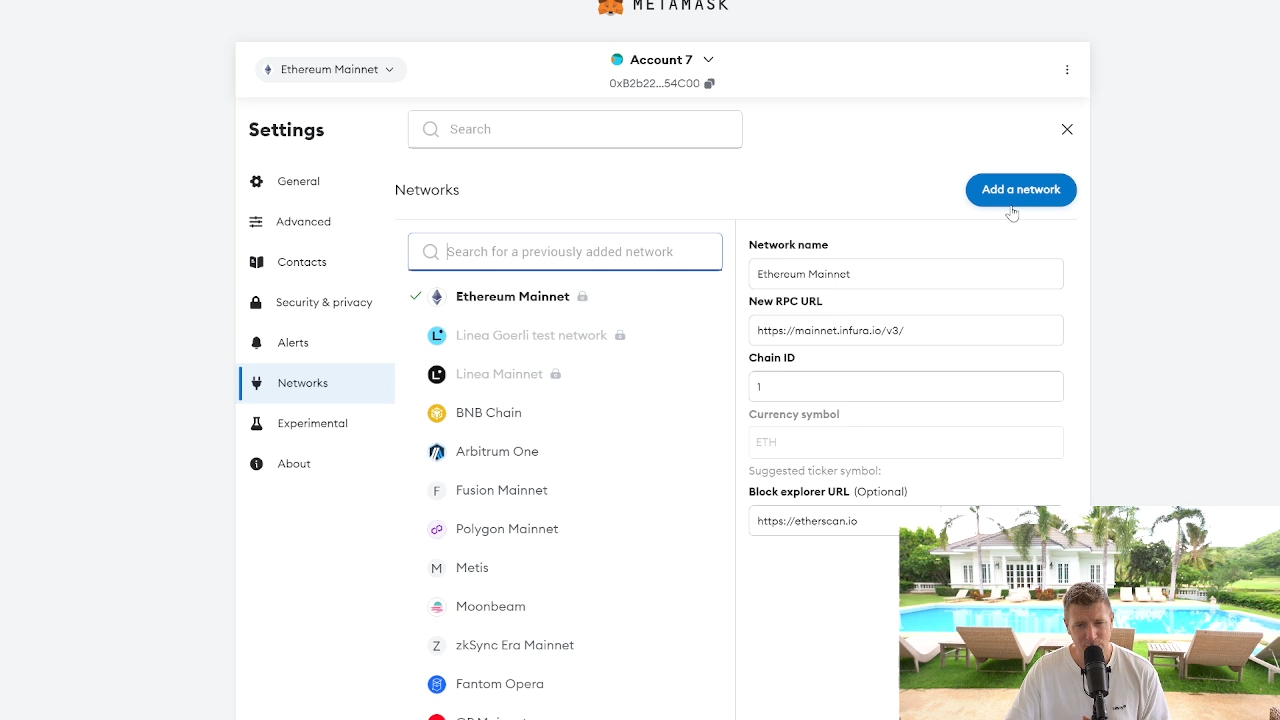 METAMASK
Ethereum Mainnet
Account 7
0xB2b22...54C00
Settings
Search
General
Advanced
Contacts
Security & privacy
Alerts
Networks
Experimental
About
Networks
Add a network
Search for a previously added network
Ethereum Mainnet
Linea Goerli test network
Linea Mainnet
BNB Chain
Arbitrum One
F Fusion Mainnet
Polygon Mainnet
M Metis
Moonbeam
Z zkSync Era Mainnet
Fantom Opera
Network name
Ethereum Mainnet
New RPC URL
https://mainnet.infura.io/v3/
Chain ID
1
Currency symbol
ETH
Suggested ticker symbol:
Block explorer URL (Optional)
https://etherscan.io